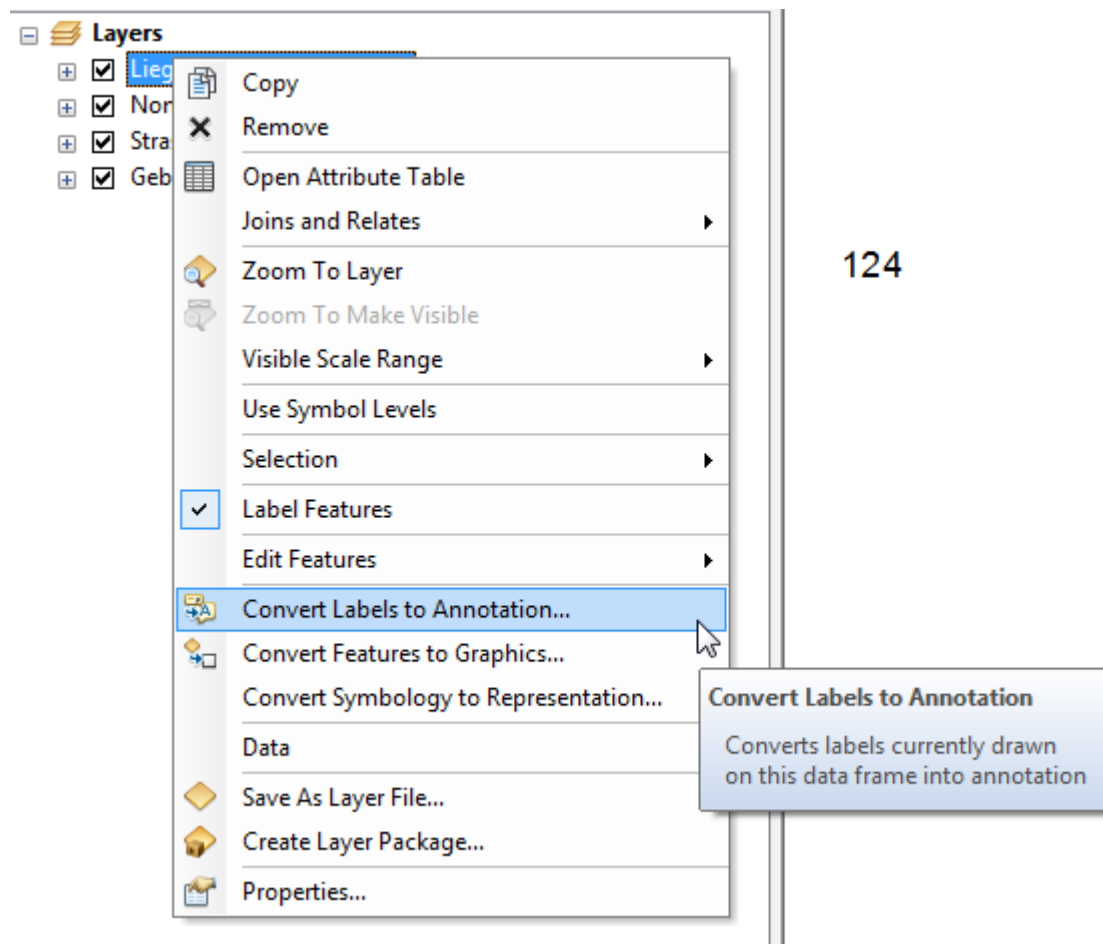 Layers
Lieg
Nor
Stra
Geb
Copy
Remove
Open Attribute Table
Joins and Relates
Zoom To Layer
Zoom To Make Visible
Visible Scale Range
Use Symbol Levels
Selection
Label Features
Edit Features
Convert Labels to Annotation...
Convert Features to Graphics...
Convert Symbology to Representation...
Data
Save As Layer File...
Create Layer Package...
Properties...
124
Convert Labels to Annotation
Converts labels currently drawn
on this data frame into annotation